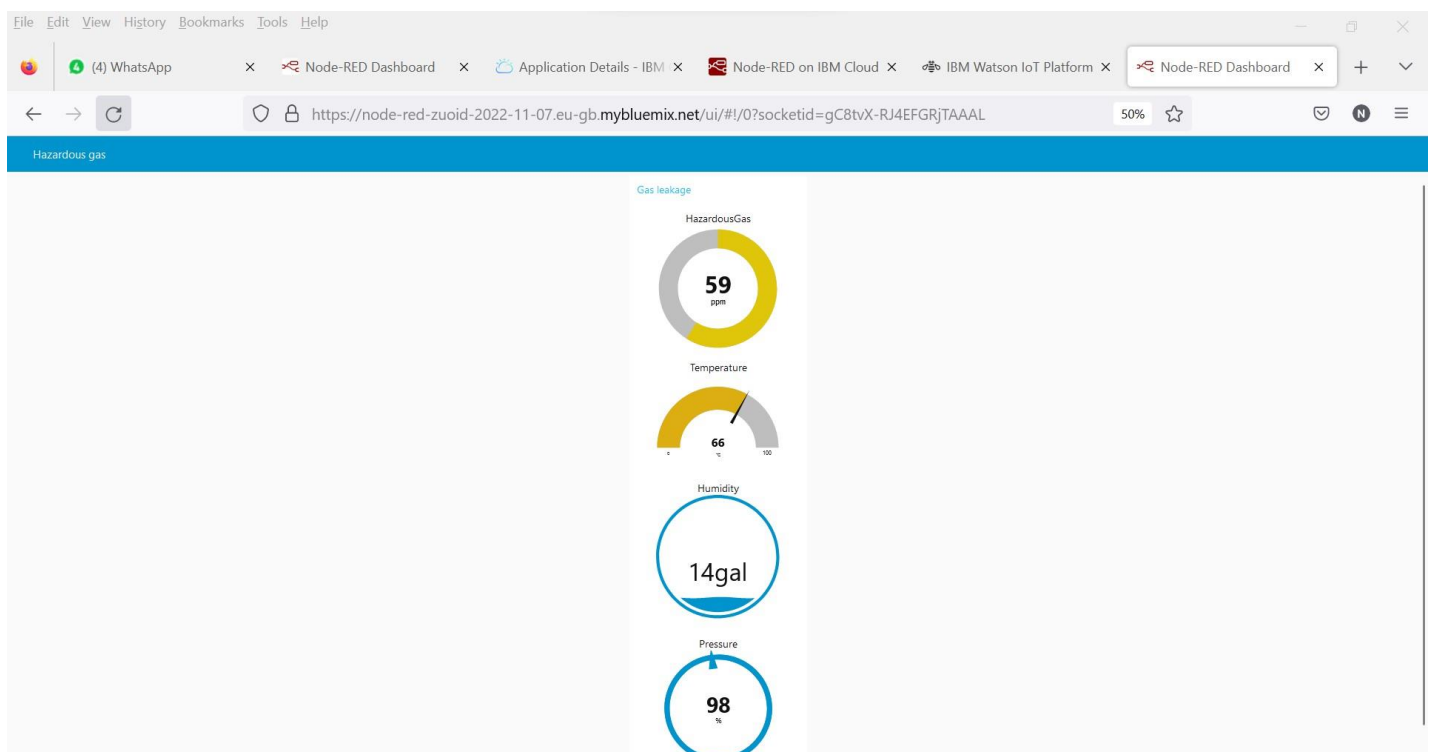 File Edit View History Bookmarks Tools Help
4 (4) WhatsApp Node-RED Dashboard Application Details - IBM Node-RED on IBM Cloud IBM Watson IoT Platform Node-RED Dashboard
https://node-red-zuoid-2022-11-07.eu-gb.mybluemix.net/ui/#!/0?socketid=gC8tvX-RJ4EFGRjTAAAL 50% N
Hazardous gas
Gas leakage
HazardousGas
59
ppm
Temperature
66
0 °C 100
Humidity
14gal
Pressure
98
%